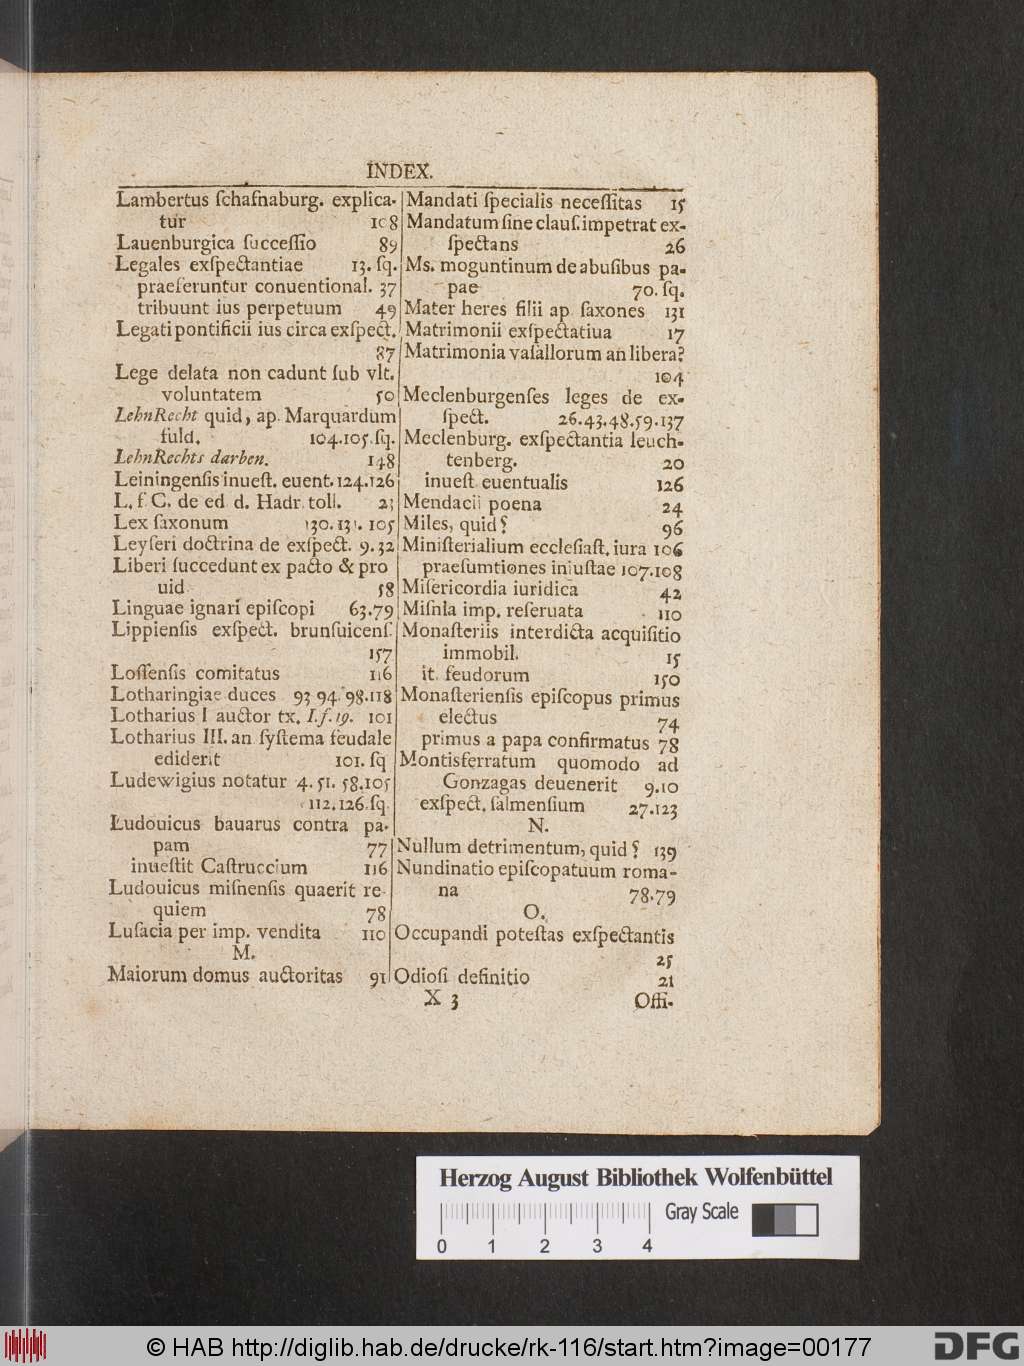 INDEX.
Lambertus ſchafnaburg. explica-
tur 108
Lauenburgica ſucceſſio 89
Legales exſpectantiae 13. ſq.
praeferuntur conuentional. 37
tribuunt ius perpetuum 49
Legati pontificii ius circa exſpect.
87
Lege delata non cadunt ſub vlt.
voluntatem 50
LehnRecht quid, ap. Marquardum
fuld. 104.105.ſq.
LehnRechts darben. 148
Leiningenſis inueſt. euent. 124.126
L. f C. de ed d. Hadr. toll. 23
Lex ſaxonum 130. 131. 105
Leyſeri doctrina de exſpect. 9.32
Liberi ſuccedunt ex pacto & pro
uid 58
Linguae ignari epiſcopi 63.79
Lippienſis exſpect. brunſuicenſ.
157
Loſſenſis comitatus 116
Lotharingiae duces 93 94. 98.118
Lotharius I auctor tx. I.f.19. 101
Lotharius III. an ſyſtema feudale
ediderit 101. ſq
Ludewigius notatur 4. 51. 58.105
112.126.ſq.
Ludouicus bauarus contra pa-
pam 77
inueſtit Caſtruccium 116
Ludouicus miſnenſis quaerit re-
quiem 78
Luſacia per imp. vendita 110
M.
Maiorum domus auctoritas 91
Mandati ſpecialis neceſſitas 15
Mandatum ſine clauſ. impetrat ex-
ſpectans 26
Ms. moguntinum de abuſibus pa-
pae 70. ſq.
Mater heres filii ap ſaxones 131
Matrimonii exſpectatiua 17
Matrimonia vaſallorum an libera?
104
Meclenburgenſes leges de ex-
ſpect. 26.43.48.59.137
Meclenburg. exſpectantia leuch-
tenberg. 20
inueſt euentualis 126
Mendacii poena 24
Miles, quid? 96
Miniſterialium eccleſiaſt. iura 106
praeſumtiones iniuſtae 107.108
Miſericordia iuridica 42
Miſnla imp. reſeruata 110
Monaſteriis interdicta acquiſitio
immobil. 15
it. feudorum 150
Monaſterienſis epiſcopus primus
electus 74
primus a papa confirmatus 78
Montisferratum quomodo ad
Gonzagas deuenerit 9.10
exſpect. ſalmenſium 27.123
N.
Nullum detrimentum, quid? 139
Nundinatio epiſcopatuum roma-
na 78.79
O.
Occupandi poteſtas exſpectantis
25
Odioſi definitio 21
X 3 Offi-
Herzog August Bibliothek Wolfenbüttel
Gray Scale
0 1 2 3 4
© HAB http://diglib.hab.de/drucke/rk-116/start.htm?image=00177
DFG